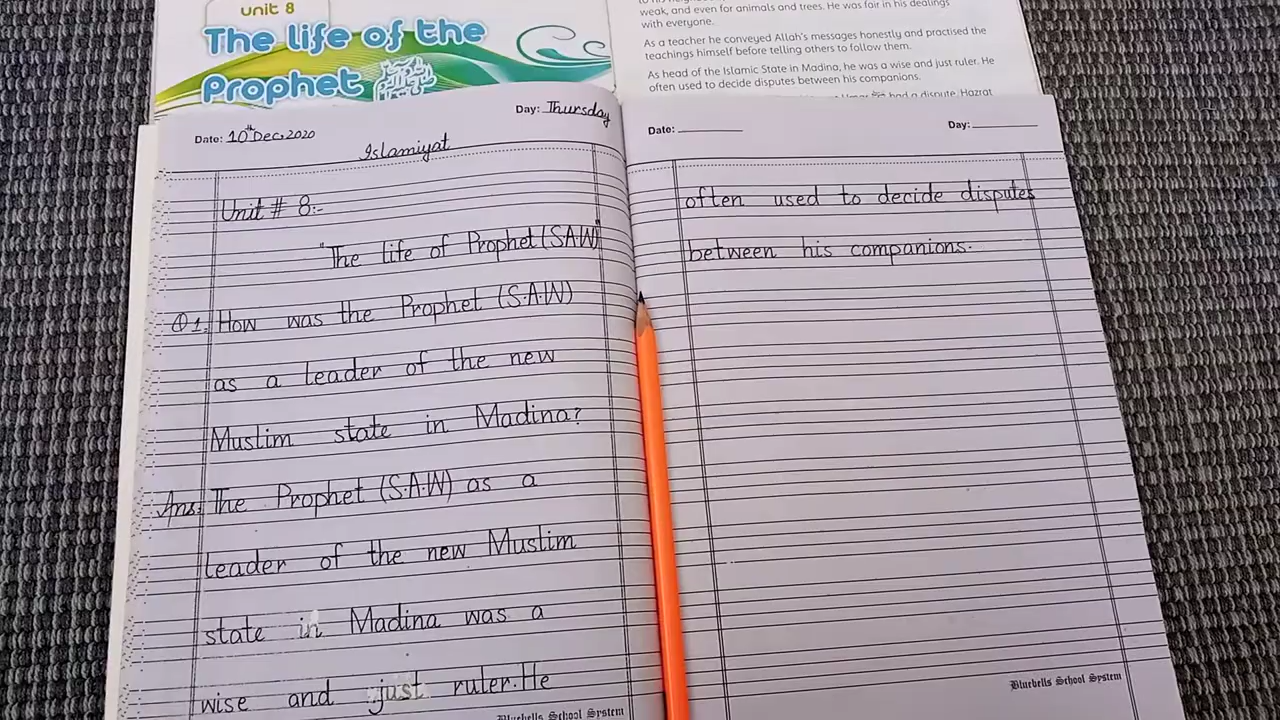 Unit 8
The life of the
Prophet
weak, and even for animals and trees. He was fair in his dealings
with everyone.
As a teacher he conveyed Allah's messages honestly and practised the
teachings himself before telling others to follow them.
As head of the Islamic State in Madina, he was a wise and just ruler. He
often used to decide disputes between his companions.
had a dispute. Hazrat
Date: 10th Dec, 2020
Day: Thursday
Islamiyat
Unit # 8:-
"The life of Prophet (S.A.W)"
Q1. How was the Prophet (S.A.W)
as a leader of the new
Muslim state in Madina?
Ans: The Prophet (S.A.W) as a
leader of the new Muslim
state in Madina was a
wise and just ruler. He
Bluebells School System
Date:
Day:
often used to decide disputes
between his companions.
Bluebells School System